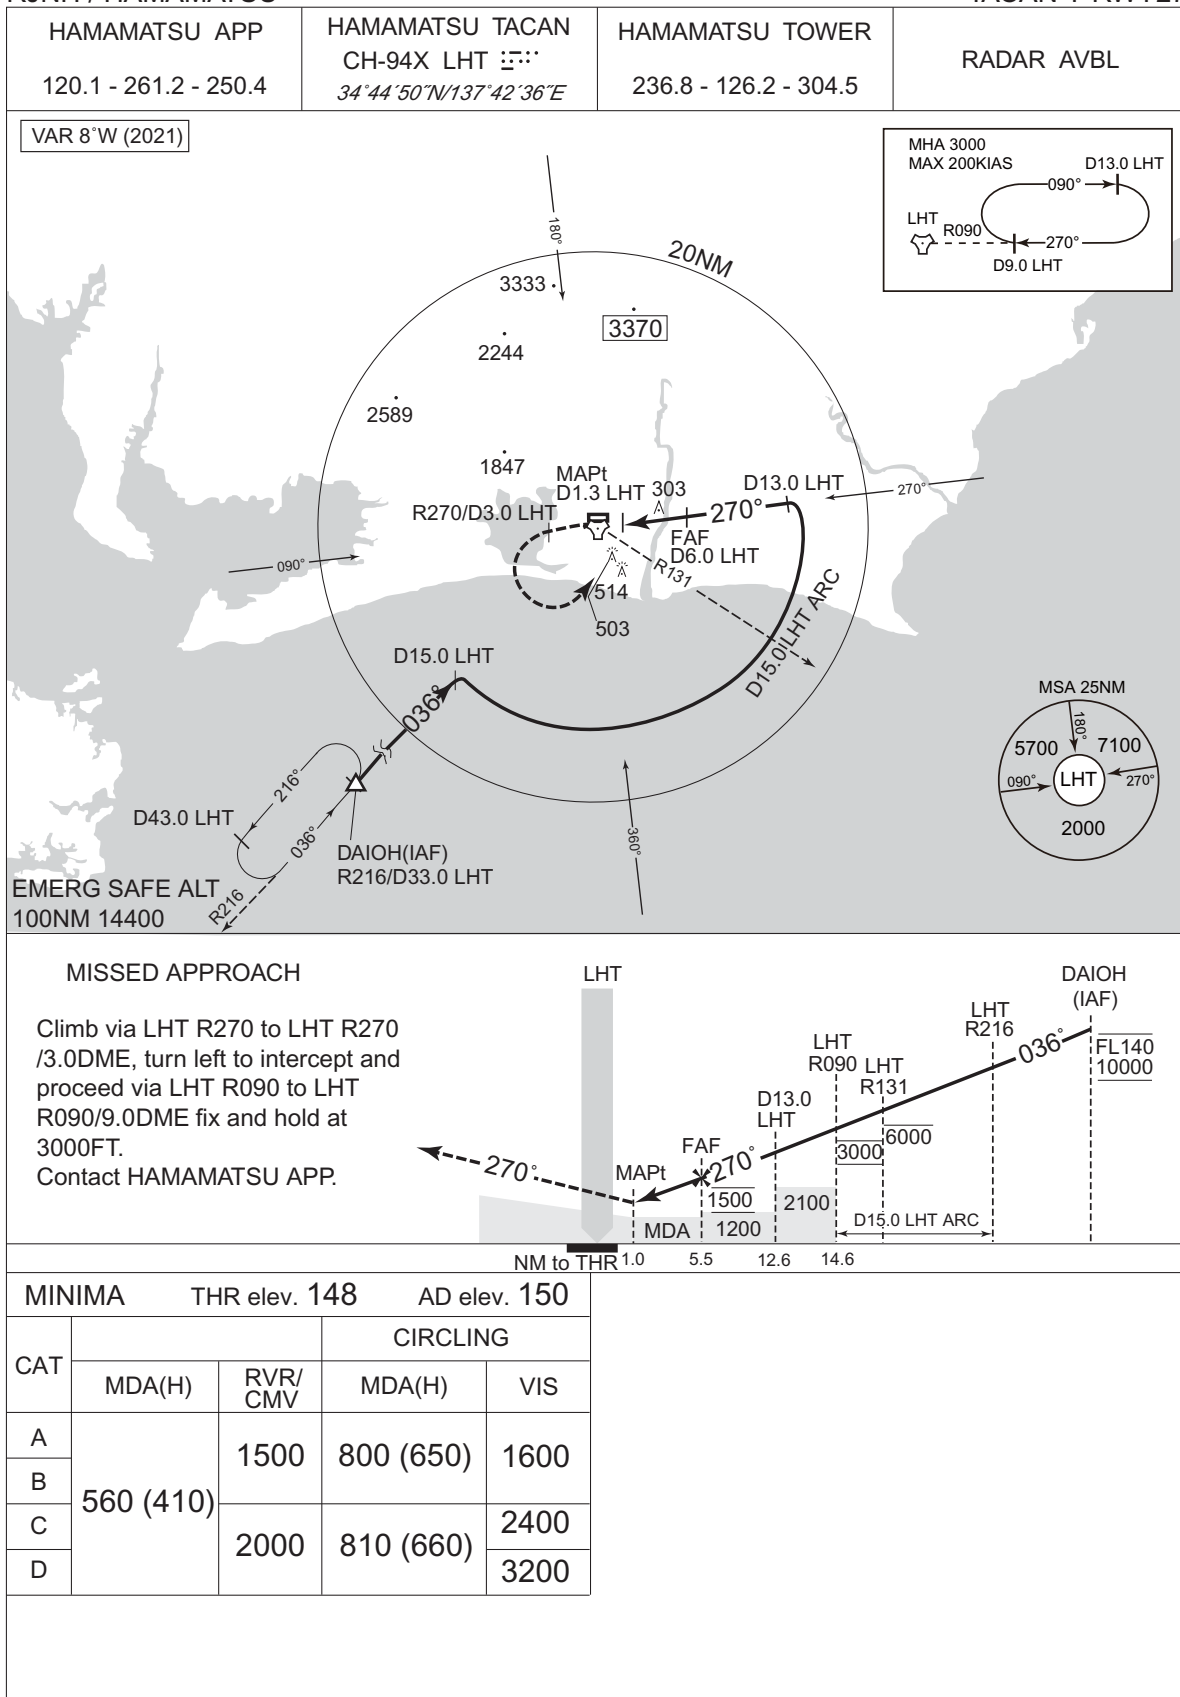 HAMAMATSU APP
120.1 - 261.2 - 250.4
HAMAMATSU TACAN
CH-94X LHT
34°44´50˝N/137°42´36˝E
HAMAMATSU TOWER
236.8 - 126.2 - 304.5
RADAR AVBL
VAR 8°W (2021)
MHA 3000
MAX 200KIAS
D13.0 LHT
090°
LHT
R090
270°
D9.0 LHT
180°
20NM
3333
3370
2244
2589
1847
MAPt
D1.3 LHT
303
D13.0 LHT
270°
270°
R270/D3.0 LHT
FAF
D6.0 LHT
R131
090°
514
503
D15.0 LHT ARC
D15.0 LHT
036°
MSA 25NM
180°
5700
7100
090°
LHT
270°
2000
216°
D43.0 LHT
036°
360°
DAIOH(IAF)
R216/D33.0 LHT
R216
EMERG SAFE ALT
100NM 14400
MISSED APPROACH
Climb via LHT R270 to LHT R270
/3.0DME, turn left to intercept and
proceed via LHT R090 to LHT
R090/9.0DME fix and hold at
3000FT.
Contact HAMAMATSU APP.
LHT
DAIOH
(IAF)
LHT
R216
036°
FL140
10000
LHT
R090
LHT
R131
D13.0
LHT
6000
3000
FAF
270°
MAPt
270°
1500
2100
MDA
1200
D15.0 LHT ARC
NM to THR
1.0
5.5
12.6
14.6
MINIMA THR elev. 148 AD elev. 150
CAT
CIRCLING
MDA(H)
RVR/
CMV
MDA(H)
VIS
A
B
C
D
560 (410)
1500
2000
800 (650)
810 (660)
1600
2400
3200